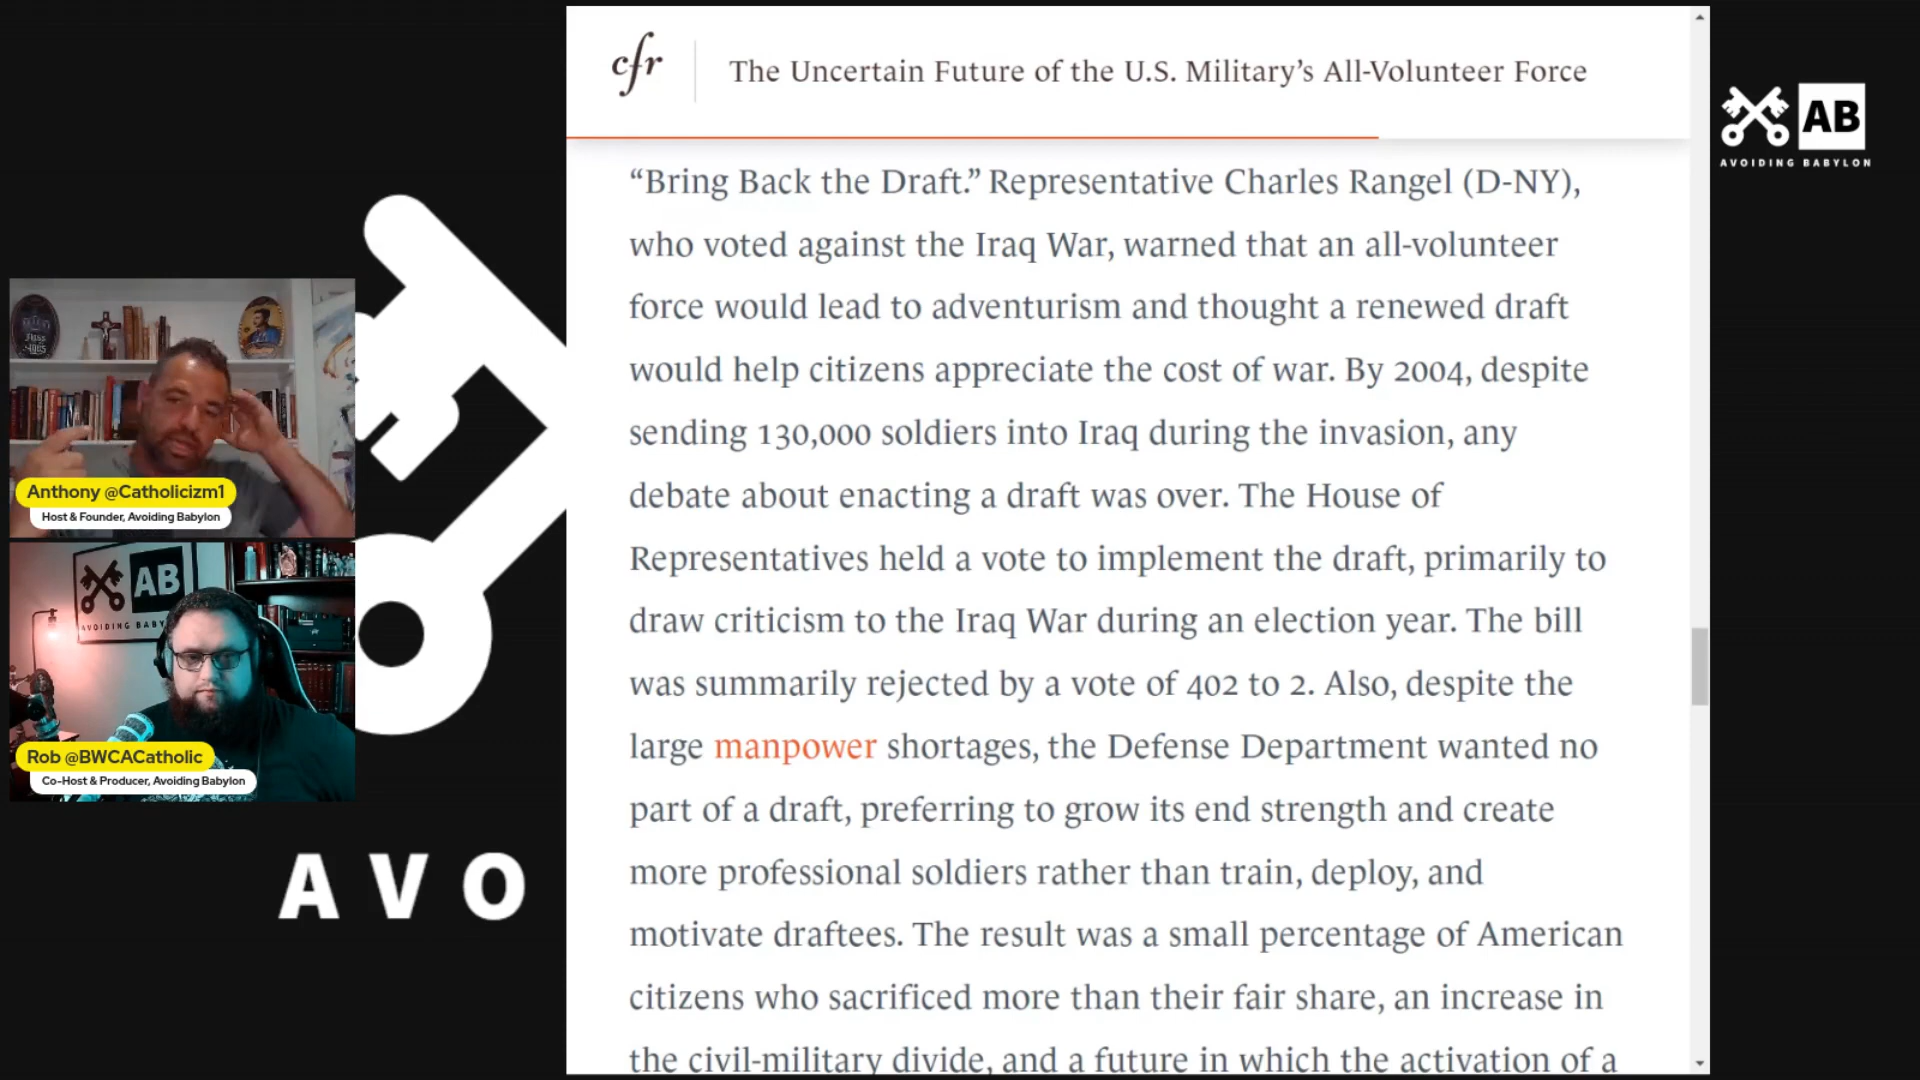 cfr
The Uncertain Future of the U.S. Military’s All-Volunteer Force
“Bring Back the Draft.” Representative Charles Rangel (D-NY),
who voted against the Iraq War, warned that an all-volunteer
force would lead to adventurism and thought a renewed draft
would help citizens appreciate the cost of war. By 2004, despite
sending 130,000 soldiers into Iraq during the invasion, any
debate about enacting a draft was over. The House of
Representatives held a vote to implement the draft, primarily to
draw criticism to the Iraq War during an election year. The bill
was summarily rejected by a vote of 402 to 2. Also, despite the
large manpower shortages, the Defense Department wanted no
part of a draft, preferring to grow its end strength and create
more professional soldiers rather than train, deploy, and
motivate draftees. The result was a small percentage of American
citizens who sacrificed more than their fair share, an increase in
the civil-military divide, and a future in which the activation of a
AB
AVOIDING BABYLON
Anthony @Catholicizm1
Host & Founder, Avoiding Babylon
AB
AVOIDING BABY
Rob @BWCACatholic
Co-Host & Producer, Avoiding Babylon
AVO